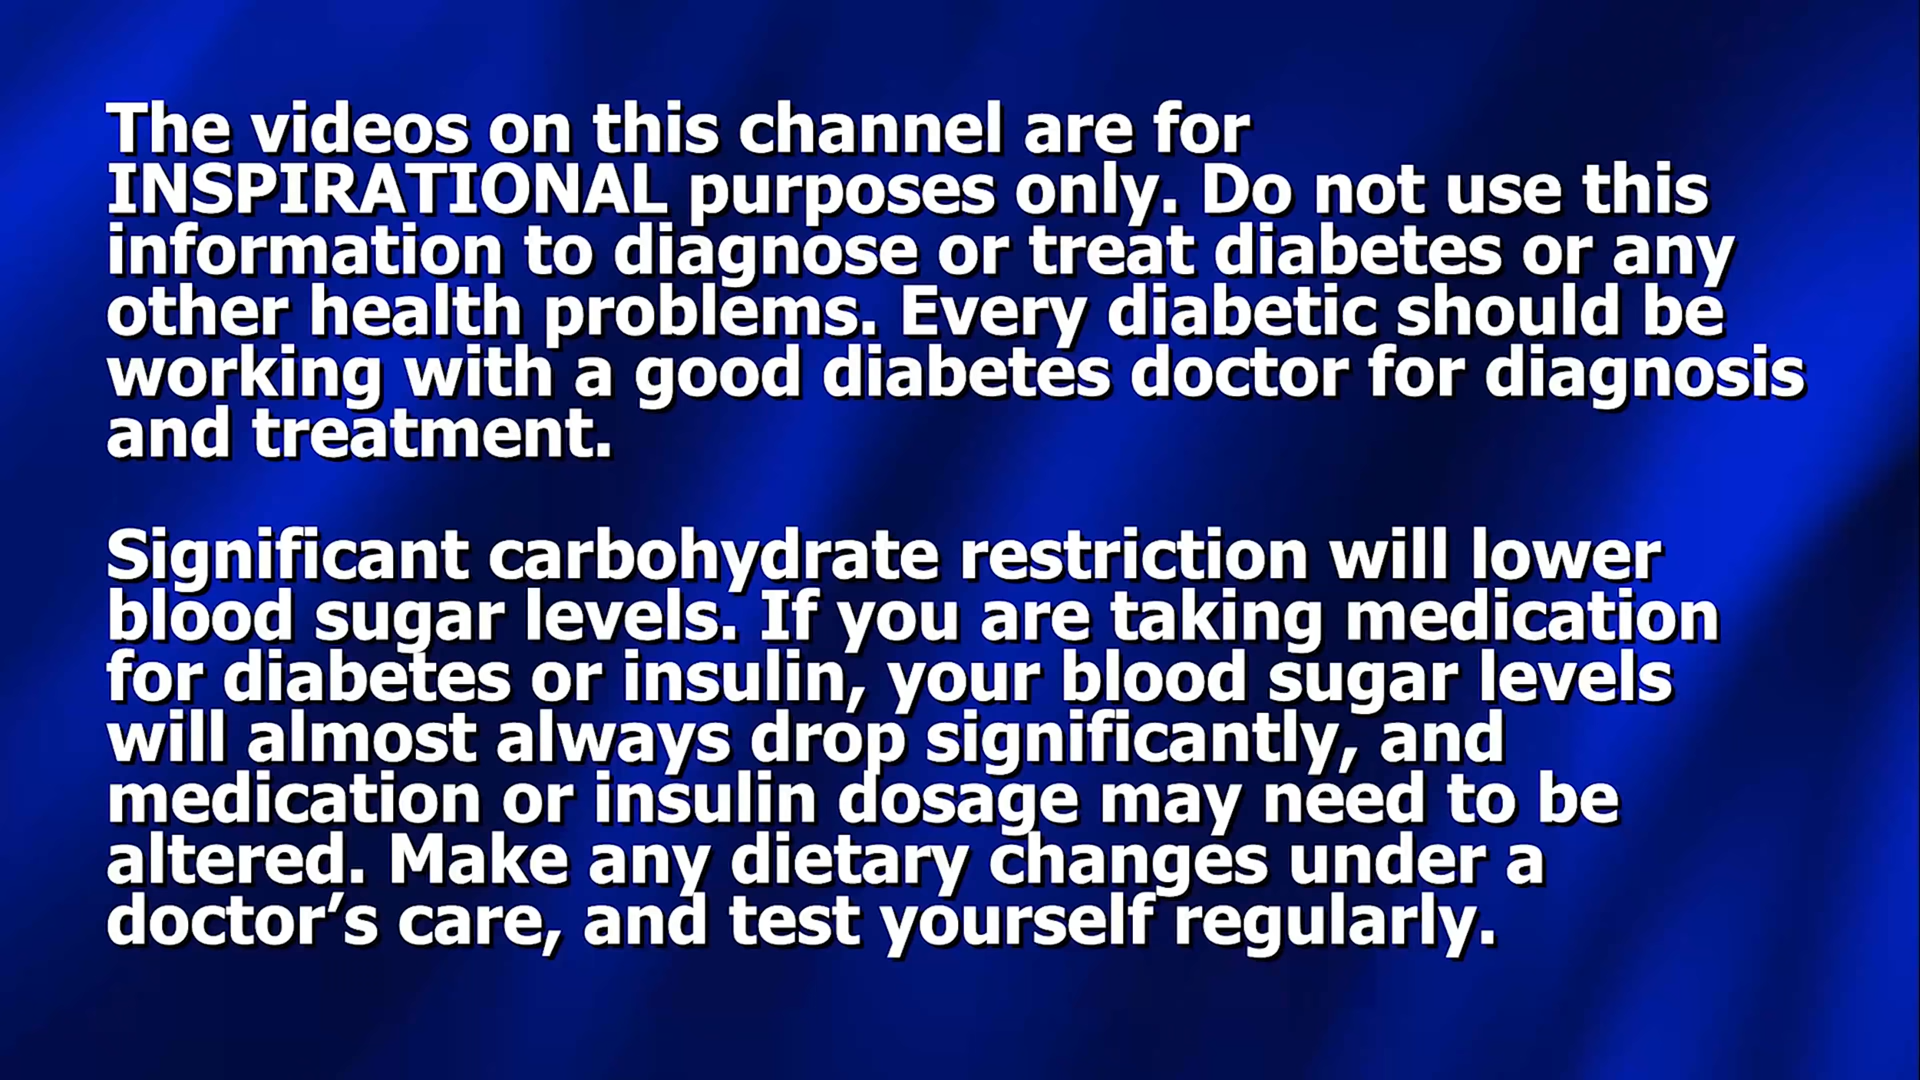 The videos on this channel are for
INSPIRATIONAL purposes only. Do not use this
information to diagnose or treat diabetes or any
other health problems. Every diabetic should be
working with a good diabetes doctor for diagnosis
and treatment.
Significant carbohydrate restriction will lower
blood sugar levels. If you are taking medication
for diabetes or insulin, your blood sugar levels
will almost always drop significantly, and
medication or insulin dosage may need to be
altered. Make any dietary changes under a
doctor’s care, and test yourself regularly.